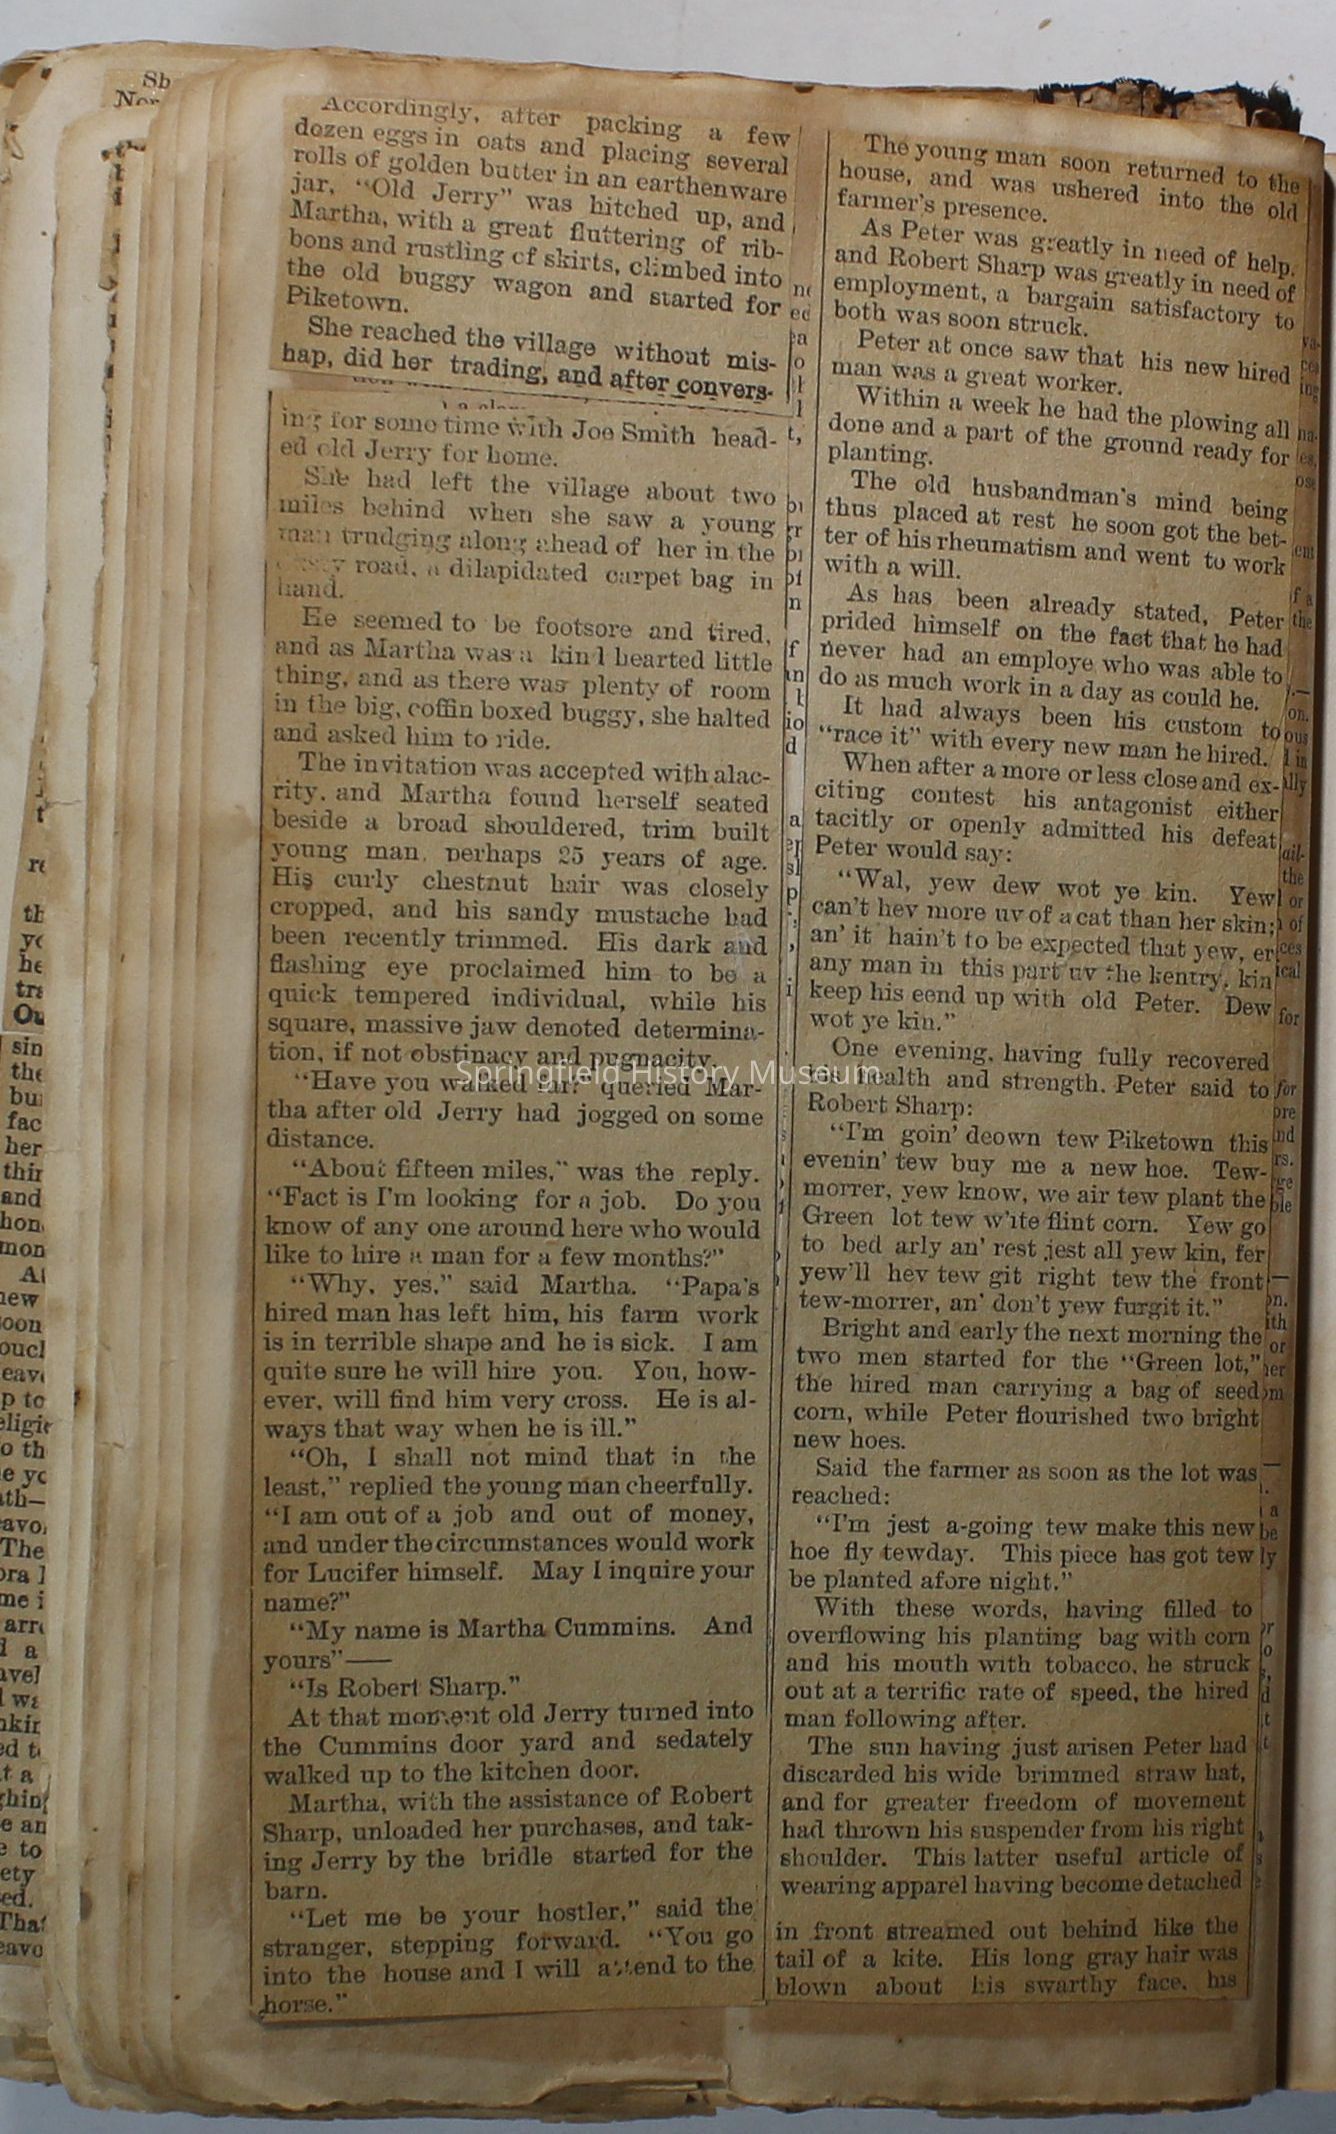 Accordingly, after packing a few
dozen eggs in oats and placing several
rolls of golden butter in an earthenware
jar, "Old Jerry" was hitched up, and
Martha, with a great fluttering of rib-
bons and rustling of skirts, climbed into
the old buggy wagon and started for
Piketown.
She reached the village without mis-
hap, did her trading, and after convers-
ing for some time with Joe Smith head-
ed old Jerry for home.
She had left the village about two
miles behind when she saw a young
man trudging along ahead of her in the
road, a dilapidated carpet bag in
hand.
He seemed to be footsore and tired,
and as Martha was a kind hearted little
thing, and as there was plenty of room
in the big, coffin boxed buggy, she halted
and asked him to ride.
The invitation was accepted with alac-
rity, and Martha found herself seated
beside a broad shouldered, trim built
young man, perhaps 25 years of age.
His curly chestnut hair was closely
cropped, and his sandy mustache had
been recently trimmed. His dark and
flashing eye proclaimed him to be a
quick tempered individual, while his
square, massive jaw denoted determina-
tion, if not obstinacy and pugnacity.
"Have you walked far?" queried Mar-
tha after old Jerry had jogged on some
distance.
"About fifteen miles," was the reply.
"Fact is I'm looking for a job. Do you
know of any one around here who would
like to hire a man for a few months?"
"Why, yes," said Martha. "Papa's
hired man has left him, his farm work
is in terrible shape and he is sick. I am
quite sure he will hire you. You, how-
ever, will find him very cross. He is al-
ways that way when he is ill."
"Oh, I shall not mind that in the
least," replied the young man cheerfully.
"I am out of a job and out of money,
and under the circumstances would work
for Lucifer himself. May I inquire your
name?"
"My name is Martha Cummins. And
yours"——
"Is Robert Sharp."
At that moment old Jerry turned into
the Cummins door yard and sedately
walked up to the kitchen door.
Martha, with the assistance of Robert
Sharp, unloaded her purchases, and tak-
ing Jerry by the bridle started for the
barn.
"Let me be your hostler," said the
stranger, stepping forward. "You go
into the house and I will attend to the
horse."
The young man soon returned to the
house, and was ushered into the old
farmer's presence.
As Peter was greatly in need of help,
and Robert Sharp was greatly in need of
employment, a bargain satisfactory to
both was soon struck.
Peter at once saw that his new hired
man was a great worker.
Within a week he had the plowing all
done and a part of the ground ready for
planting.
The old husbandman's mind being
thus placed at rest he soon got the bet-
ter of his rheumatism and went to work
with a will.
As has been already stated, Peter
prided himself on the fact that he had
never had an employe who was able to
do as much work in a day as could he.
It had always been his custom to
"race it" with every new man he hired.
When after a more or less close and ex-
citing contest his antagonist either
tacitly or openly admitted his defeat
Peter would say:
"Wal, yew dew wot ye kin. Yew
can't hev more uv of a cat than her skin;
an' it hain't to be expected that yew, er
any man in this part uv the kentry, kin
keep his eend up with old Peter. Dew
wot ye kin."
One evening, having fully recovered
his health and strength, Peter said to
Robert Sharp:
"I'm goin' deown tew Piketown this
evenin' tew buy me a new hoe. Tew-
morrer, yew know, we air tew plant the
Green lot tew w'ite flint corn. Yew go
to bed arly an' rest jest all yew kin, fer
yew'll hev tew git right tew the front
tew-morrer, an' don't yew furgit it."
Bright and early the next morning the
two men started for the "Green lot,"
the hired man carrying a bag of seed
corn, while Peter flourished two bright
new hoes.
Said the farmer as soon as the lot was
reached:
"I'm jest a-going tew make this new
hoe fly tewday. This piece has got tew
be planted afore night."
With these words, having filled to
overflowing his planting bag with corn
and his mouth with tobacco, he struck
out at a terrific rate of speed, the hired
man following after.
The sun having just arisen Peter had
discarded his wide brimmed straw hat,
and for greater freedom of movement
had thrown his suspender from his right
shoulder. This latter useful article of
wearing apparel having become detached
in front streamed out behind like the
tail of a kite. His long gray hair was
blown about his swarthy face, his
Springfield History Museum